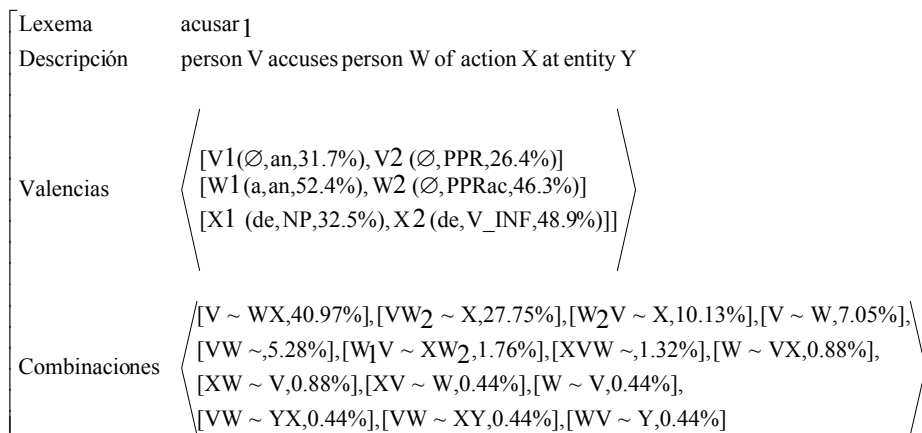 Lexema acusar1
Descripción person V accuses person W of action X at entity Y
[V1(∅,an,31.7%),V2 (∅,PPR,26.4%)]
[W1(a,an,52.4%),W2 (∅,PPRac,46.3%)]
Valencias
[X1 (de,NP,32.5%),X2(de,V_INF,48.9%)]]
[V ~ WX,40.97%],[VW2 ~ X,27.75%],[W2V ~ X,10.13%],[V ~ W,7.05%],
[VW ~,5.28%],[W1V ~ XW2,1.76%],[XVW ~,1.32%],[W ~ VX,0.88%],
Combinaciones
[XW ~ V,0.88%],[XV ~ W,0.44%],[W ~ V,0.44%],
[VW ~ YX,0.44%],[VW ~ XY,0.44%],[WV ~ Y,0.44%]